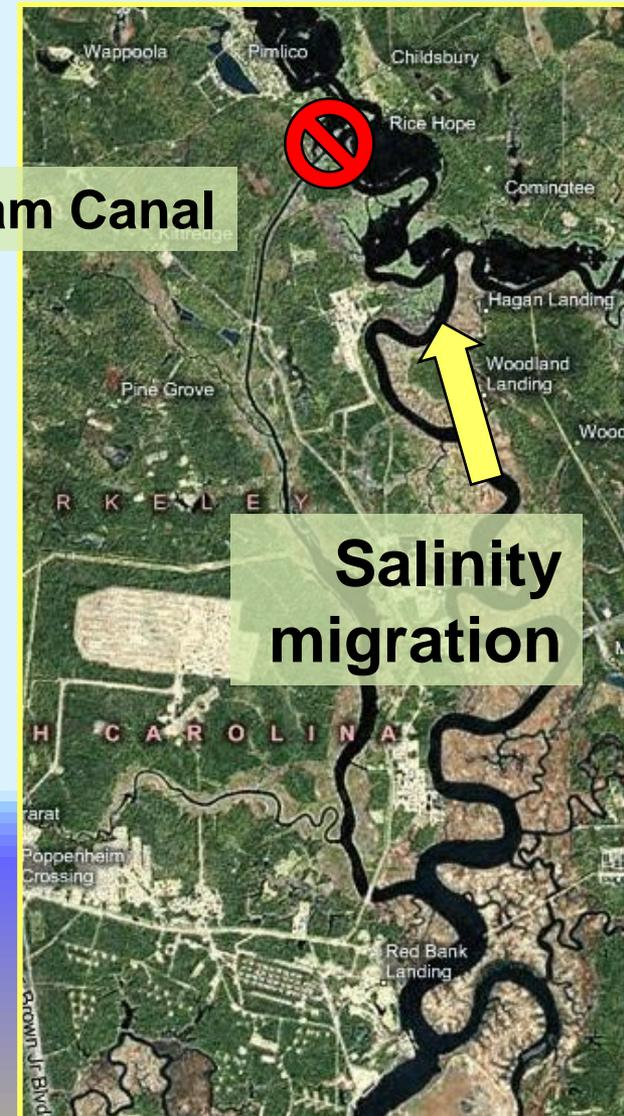 Wappoola
Pimlico
Childsbury
Rice Hope
Comingtee
am Canal
Kittredge
Hagan Landing
Woodland
Landing
Pine Grove
Wood
R K E L E Y
Salinity
migration
M
H C A R O L I N A
arat
Poppenheim
Crossing
Red Bank
Landing
Brown Jr Blvd